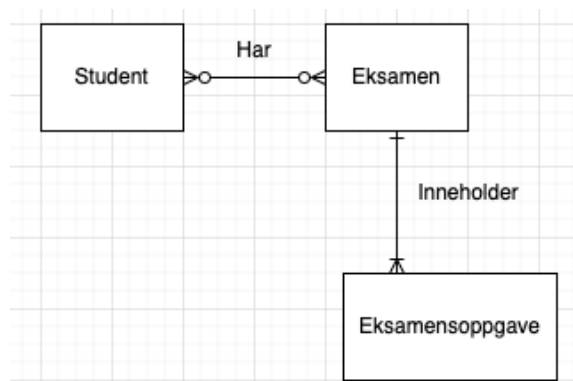 Har
Student
Eksamen
Inneholder
Eksamensoppgave